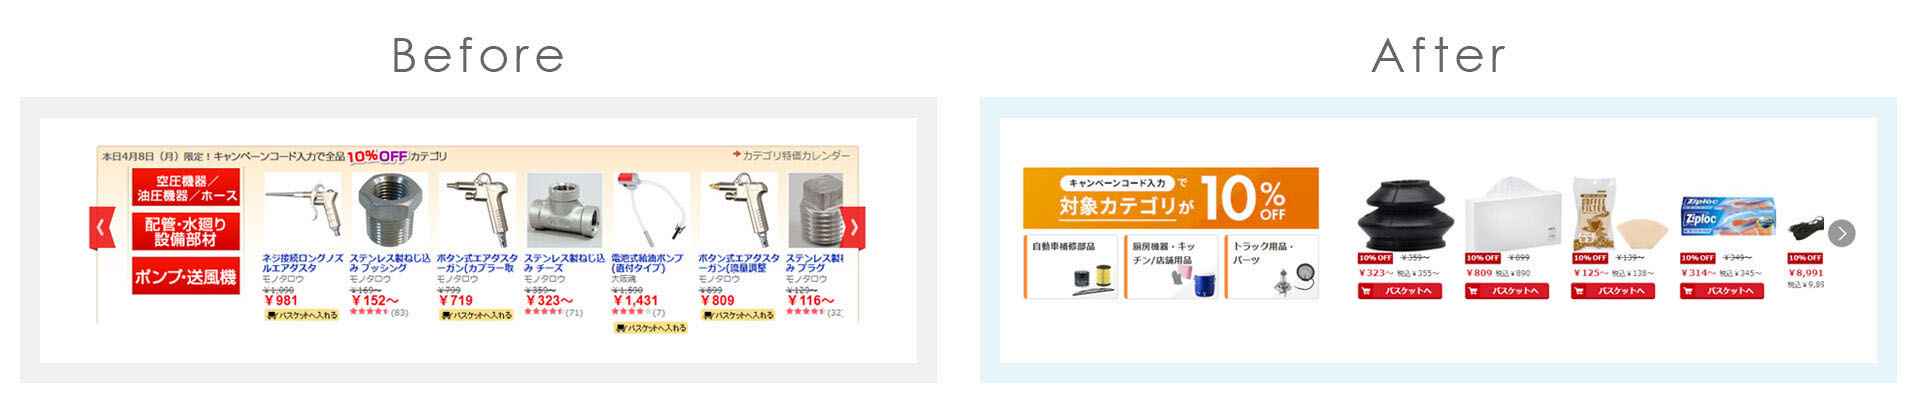 Before
After
本日4月8日（月）限定！キャンペーンコード入力で全品10%OFFカテゴリ
カテゴリ特価カレンダー
空圧機器／
油圧機器／ホース
配管・水廻り
設備部材
ポンプ・送風機
ネジ接続ロングノズ
ルエアダスタ
モノタロウ
￥1,090
￥981
バスケットへ入れる
ステンレス製ねじ込
み ブッシング
モノタロウ
￥169～
￥152～
(83)
ボタン式エアダスタ
ーガン(カプラー取
モノタロウ
￥799
￥719
バスケットへ入れる
ステンレス製ねじ込
み チーズ
モノタロウ
￥359～
￥323～
(71)
電池式給油ポンプ
(直付タイプ)
大阪魂
￥1,590
￥1,431
(7)
バスケットへ入れる
ボタン式エアダスタ
ーガン(流量調整
モノタロウ
￥899
￥809
バスケットへ入れる
ステンレス製ねじ
み プラグ
モノタロウ
￥129～
￥116～
(32)
キャンペーンコード入力で
対象カテゴリが
10%
OFF
自動車補修部品
厨房機器・キッ
チン/店舗用品
トラック用品・
パーツ
10% OFF ￥359～
￥323～ 税込￥355～
バスケットへ
10% OFF ￥899
￥809 税込￥890
バスケットへ
COFFEE
FILTER
10% OFF ￥139～
￥125～ 税込￥138～
バスケットへ
Ziploc
10% OFF ￥349～
￥314～ 税込￥345～
バスケットへ
10% OFF
￥8,991
税込￥9,89